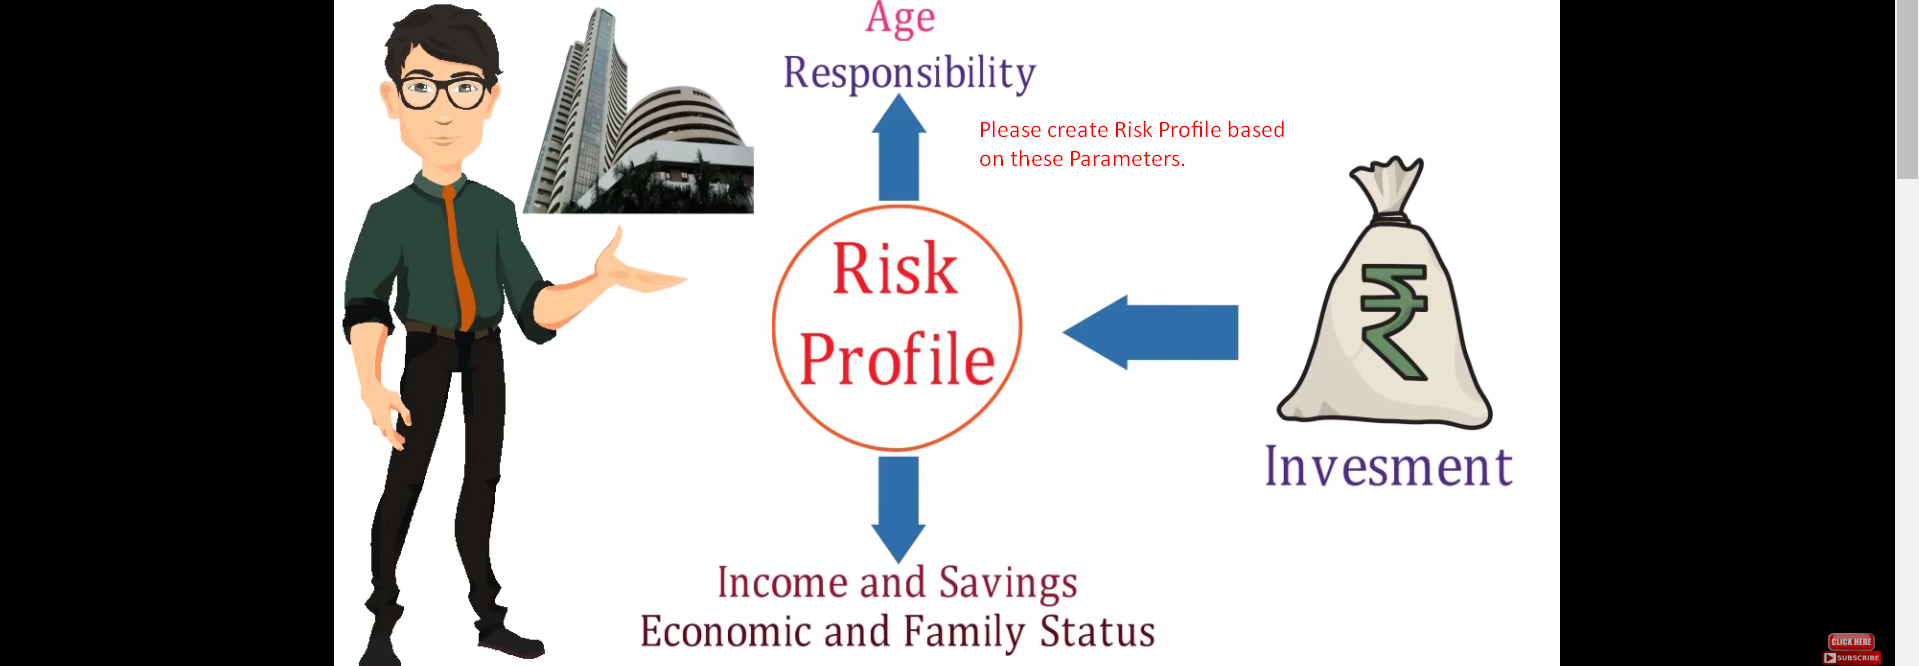 Age
Responsibility
Please create Risk Profile based
on these Parameters.
Risk
Profile
₹
Invesment
Income and Savings
Economic and Family Status
CLICK HERE
SUBSCRIBE